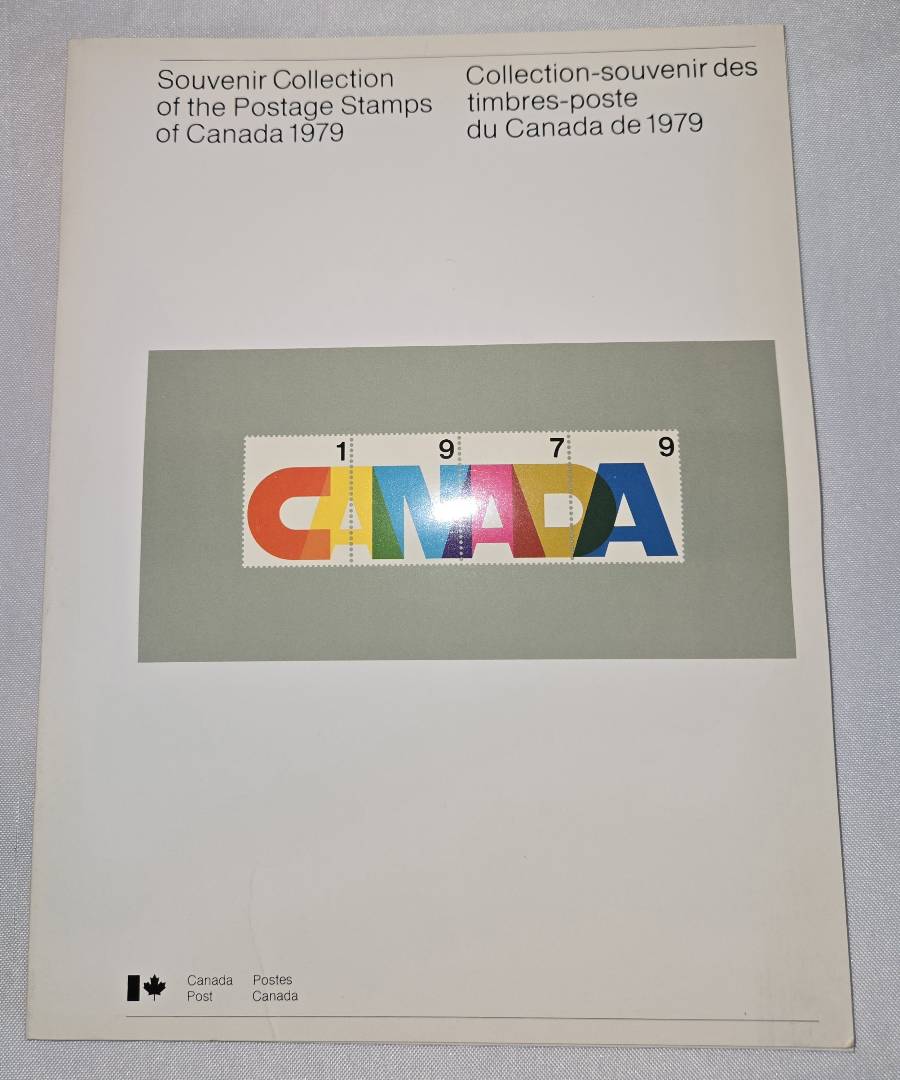 Souvenir Collection
of the Postage Stamps
of Canada 1979
Collection-souvenir des
timbres-poste
du Canada de 1979
1 9 7 9
CANADA
Canada
Post
Postes
Canada